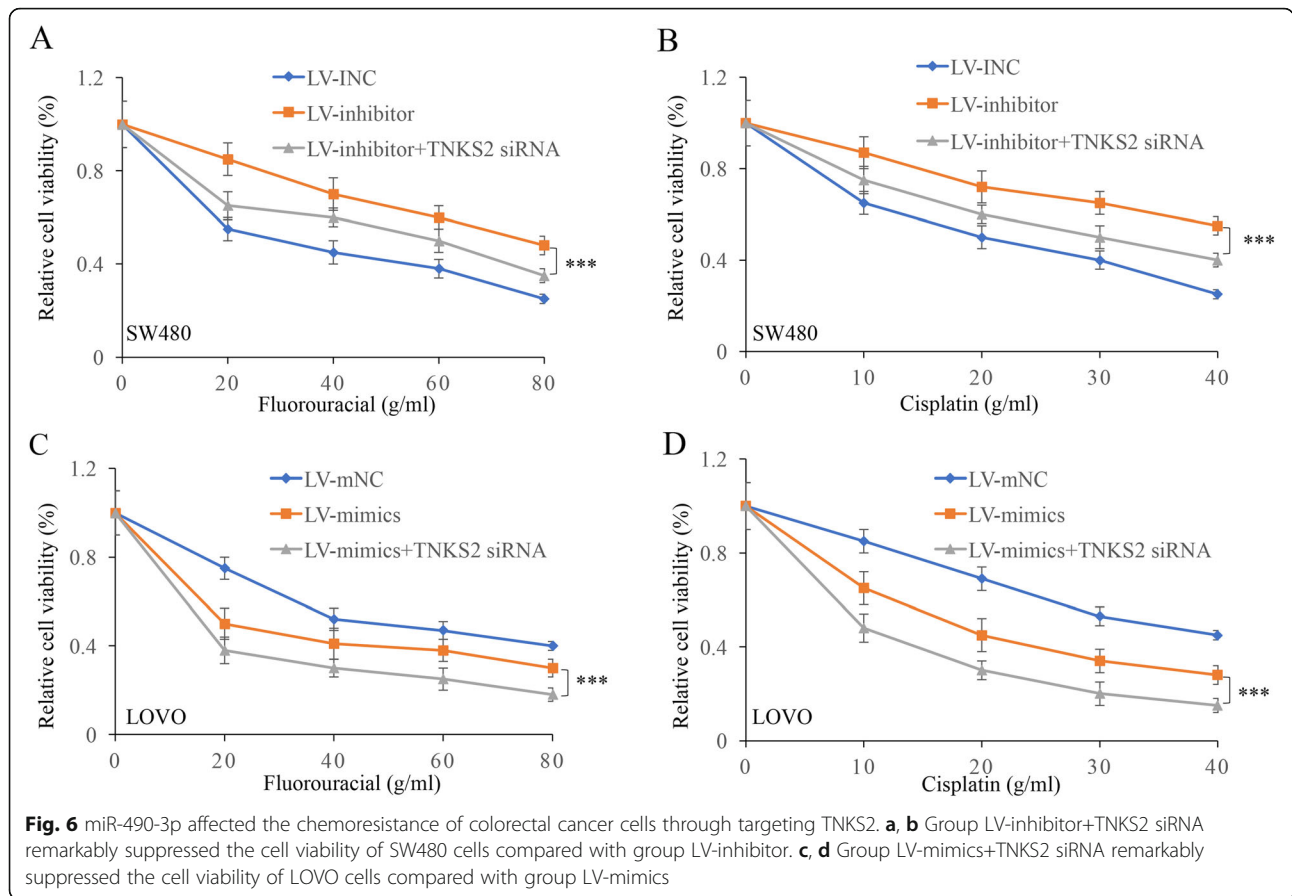 A
LV-INC
LV-inhibitor
LV-inhibitor+TNKS2 siRNA
Relative cell viability (%)
1.2
0.8
0.4
0
SW480
***
0 20 40 60 80
Fluorouracial (g/ml)
B
LV-INC
LV-inhibitor
LV-inhibitor+TNKS2 siRNA
Relative cell viability (%)
1.2
0.8
0.4
0
SW480
***
0 10 20 30 40
Cisplatin (g/ml)
C
LV-mNC
LV-mimics
LV-mimics+TNKS2 siRNA
Relative cell viability (%)
1.2
0.8
0.4
0
LOVO
***
0 20 40 60 80
Fluorouracial (g/ml)
D
LV-mNC
LV-mimics
LV-mimics+TNKS2 siRNA
Relative cell viability (%)
1.2
0.8
0.4
0
LOVO
***
0 10 20 30 40
Cisplatin (g/ml)
Fig. 6 miR-490-3p affected the chemoresistance of colorectal cancer cells through targeting TNKS2. a, b Group LV-inhibitor+TNKS2 siRNA
remarkably suppressed the cell viability of SW480 cells compared with group LV-inhibitor. c, d Group LV-mimics+TNKS2 siRNA remarkably
suppressed the cell viability of LOVO cells compared with group LV-mimics